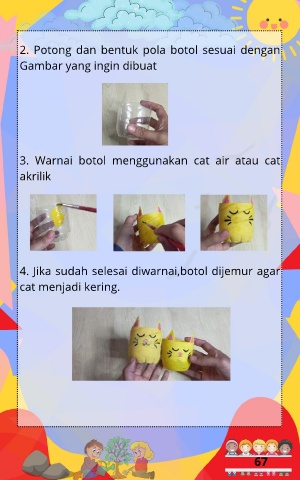 2. Potong dan bentuk pola botol sesuai dengan
Gambar yang ingin dibuat
3. Warnai botol menggunakan cat air atau cat
akrilik
4. Jika sudah selesai diwarnai,botol dijemur agar
cat menjadi kering.
67